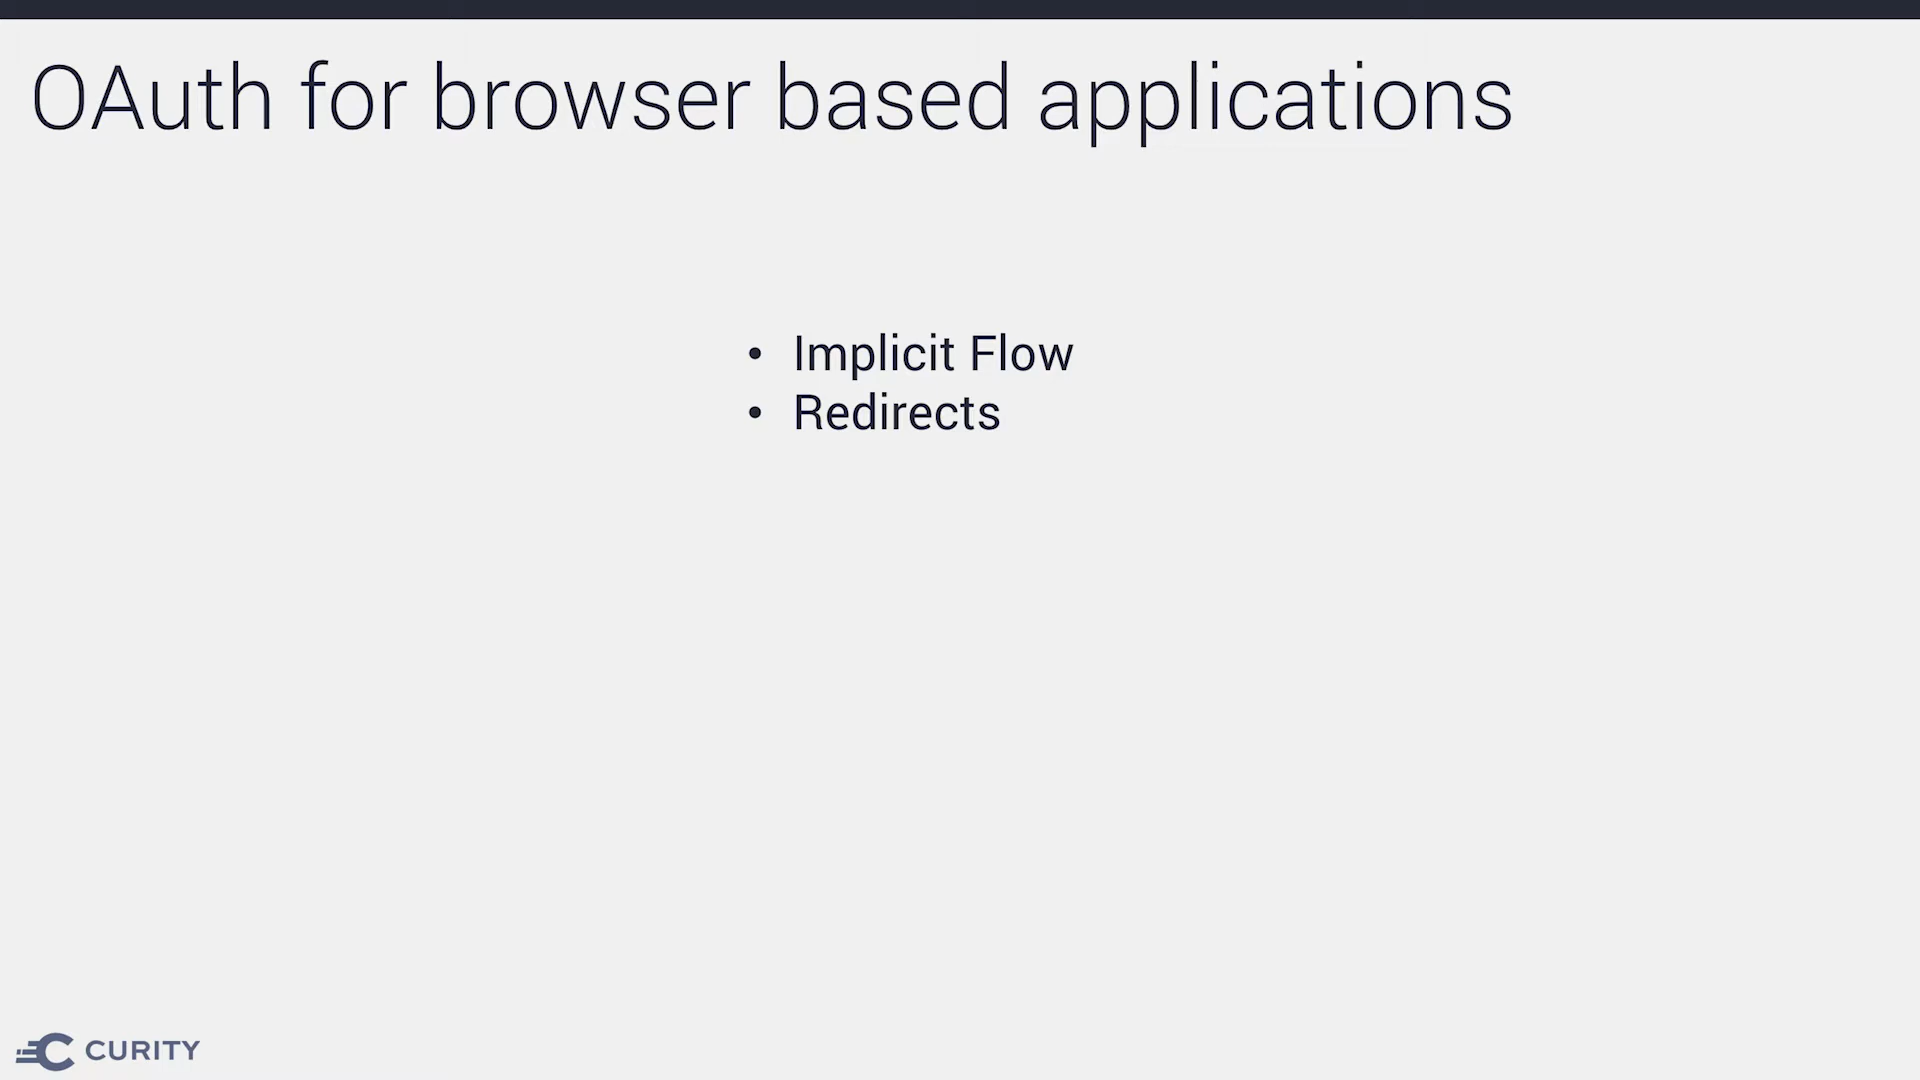 OAuth for browser based applications
• Implicit Flow
• Redirects
CURITY